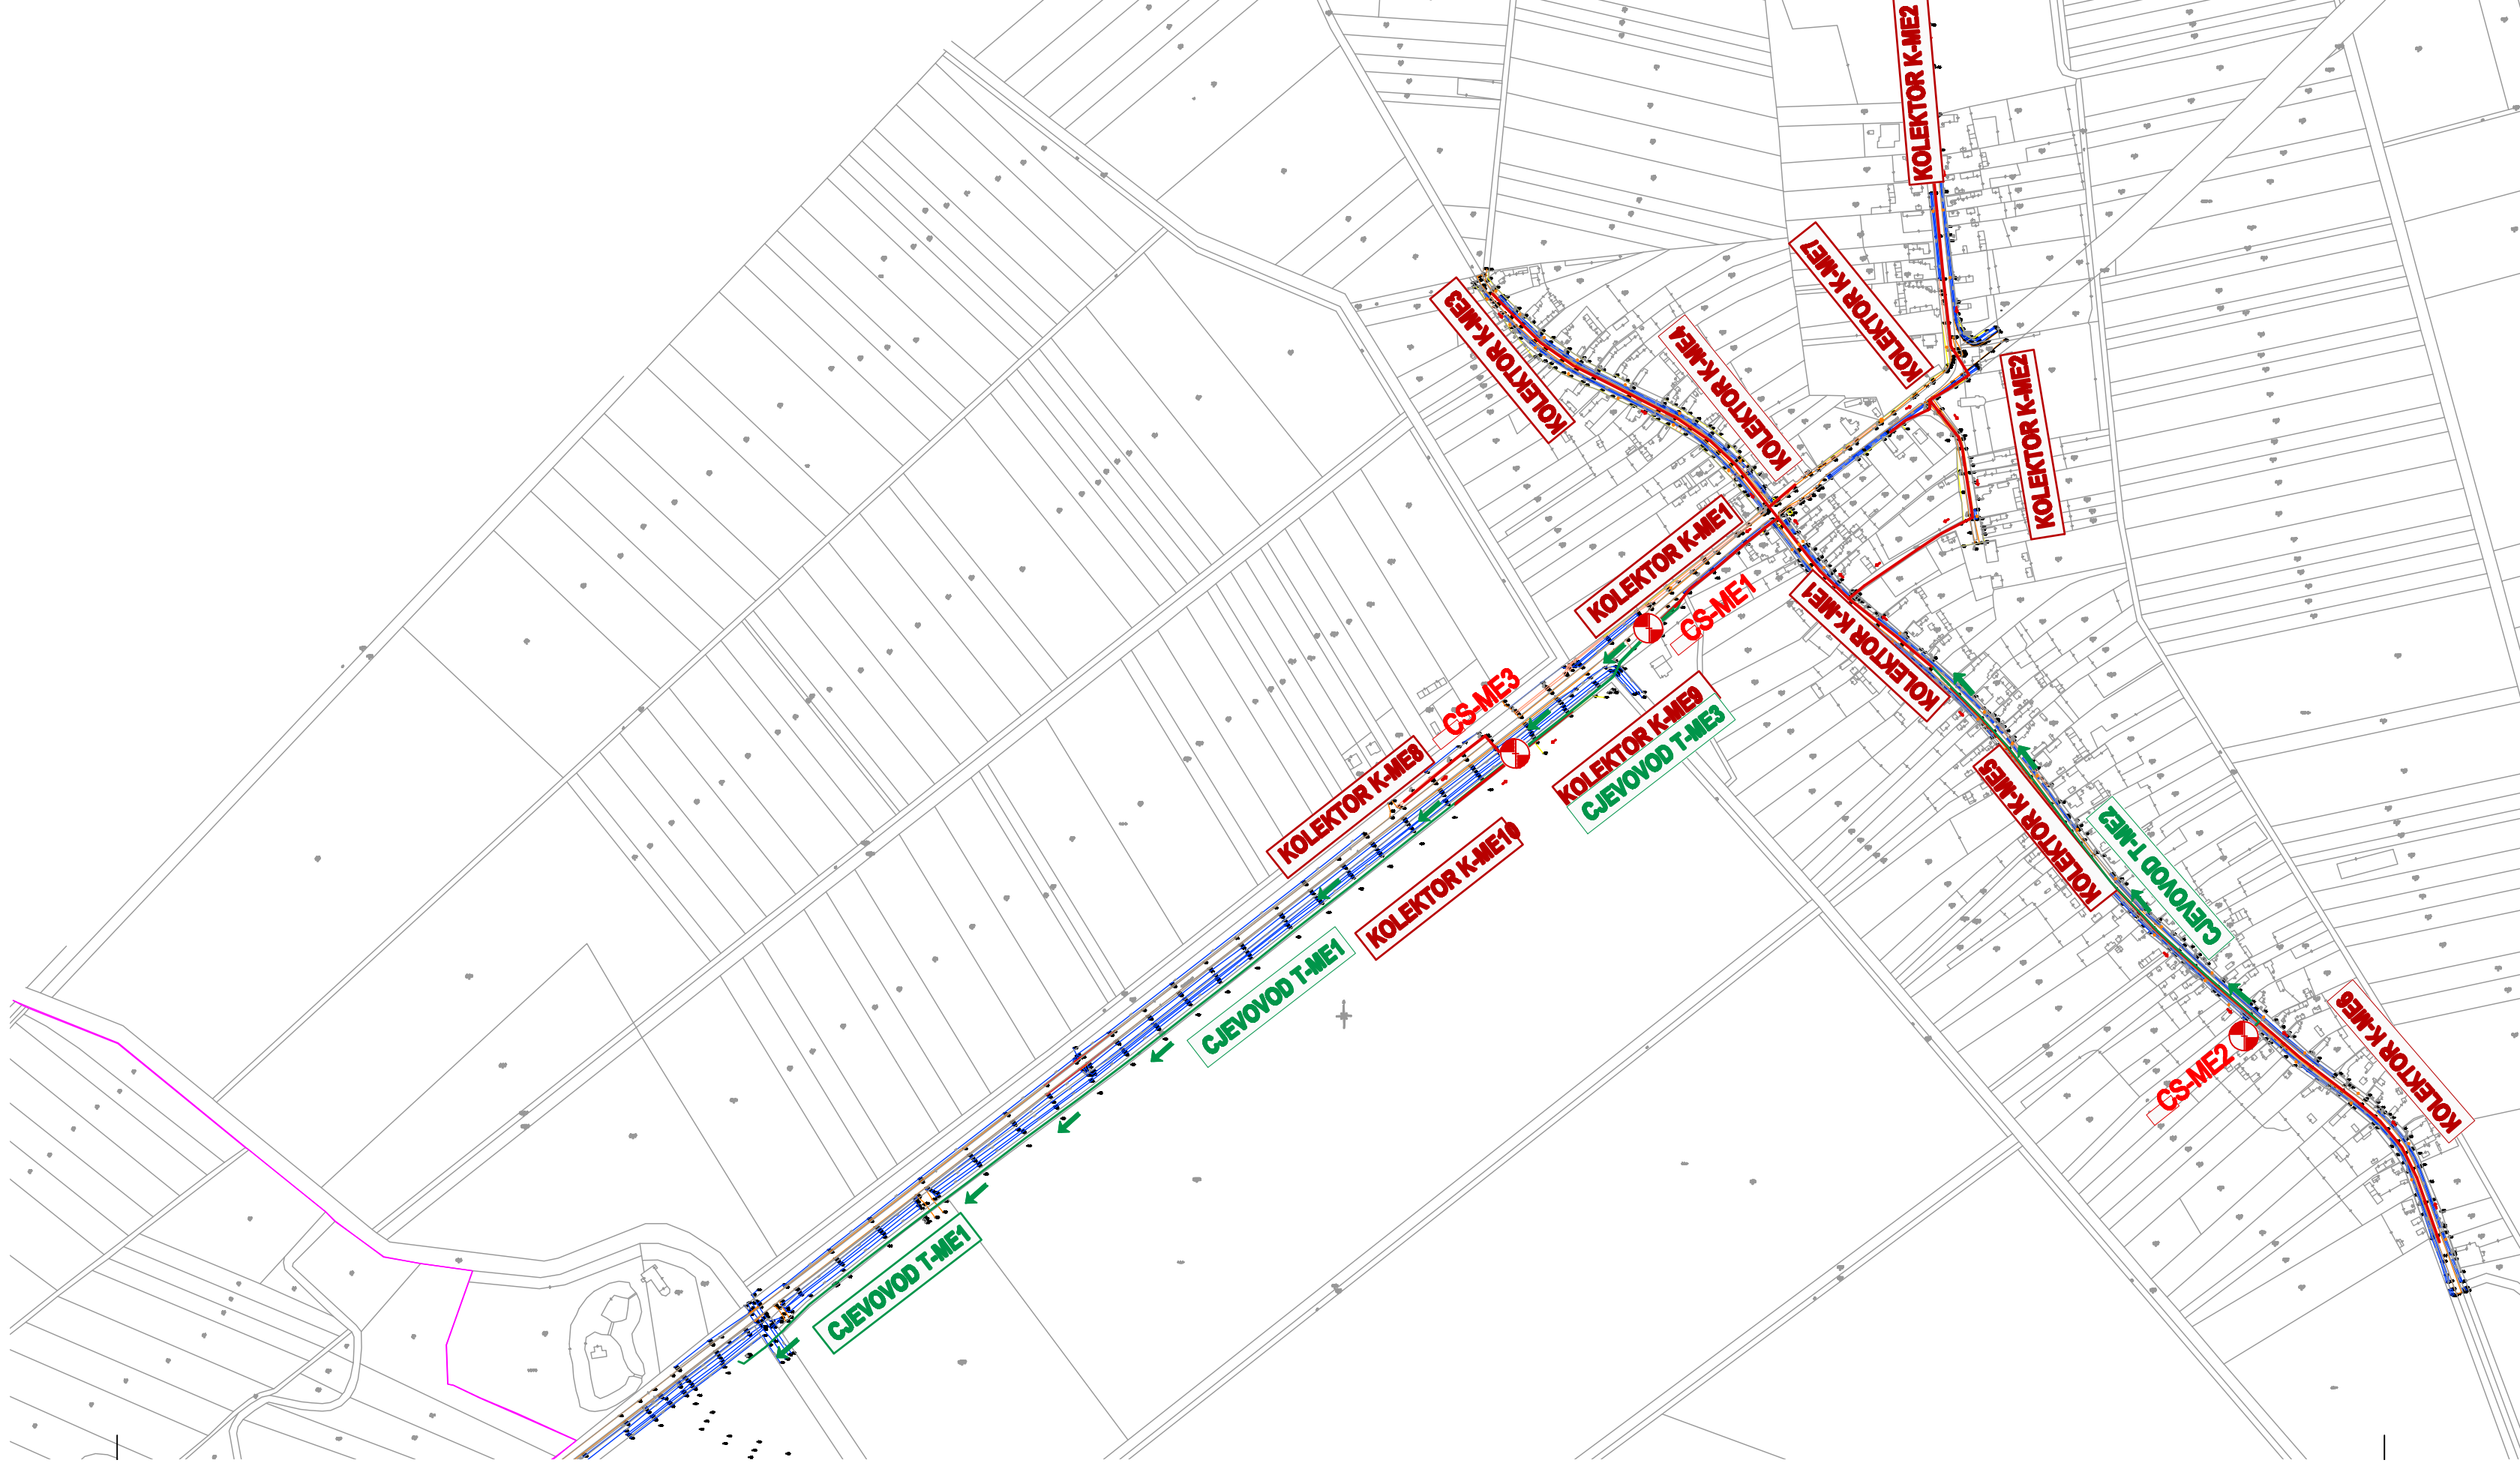 KOLEKTOR K-ME2
KOLEKTOR K-ME7
KOLEKTOR K-ME3
KOLEKTOR K-ME4
KOLEKTOR K-ME2
KOLEKTOR K-ME1
CS-ME1
KOLEKTOR K-ME1
CS-ME3
KOLEKTOR K-ME9
CJEVOVOD T-ME3
KOLEKTOR K-ME8
KOLEKTOR K-ME5
CJEVOVOD T-ME2
KOLEKTOR K-ME10
CJEVOVOD T-ME1
KOLEKTOR K-ME6
CS-ME2
CJEVOVOD T-ME1